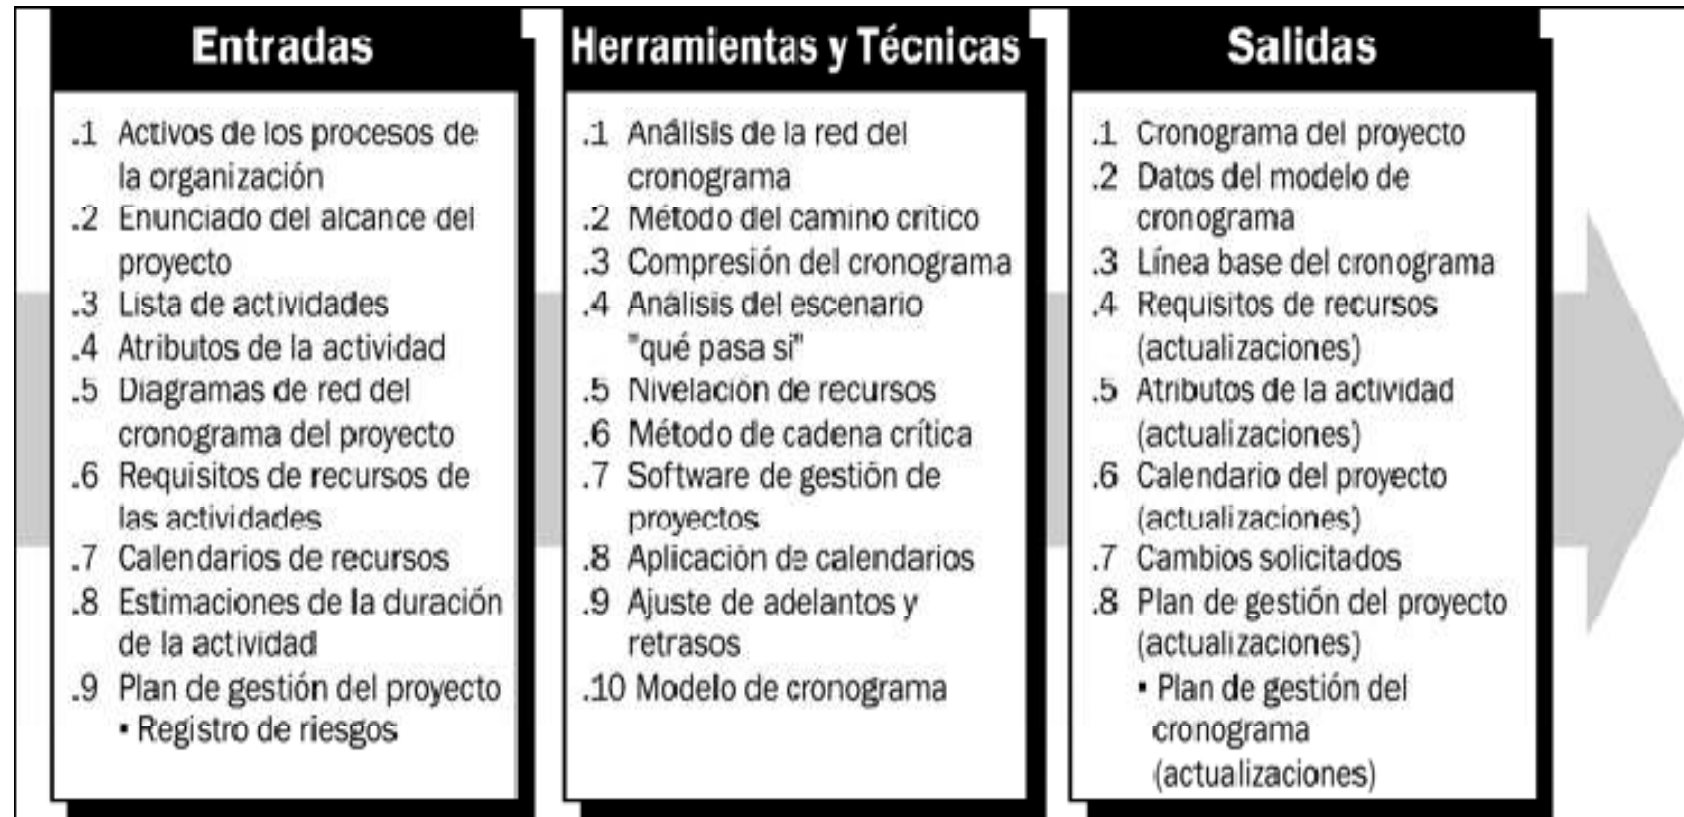 Entradas
.1 Activos de los procesos de
la organización
.2 Enunciado del alcance del
proyecto
.3 Lista de actividades
.4 Atributos de la actividad
.5 Diagramas de red del
cronograma del proyecto
.6 Requisitos de recursos de
las actividades
.7 Calendarios de recursos
.8 Estimaciones de la duración
de la actividad
.9 Plan de gestión del proyecto
▪ Registro de riesgos
Herramientas y Técnicas
.1 Análisis de la red del
cronograma
.2 Método del camino crítico
.3 Compresión del cronograma
.4 Análisis del escenario
"qué pasa si"
.5 Nivelación de recursos
.6 Método de cadena crítica
.7 Software de gestión de
proyectos
.8 Aplicación de calendarios
.9 Ajuste de adelantos y
retrasos
.10 Modelo de cronograma
Salidas
.1 Cronograma del proyecto
.2 Datos del modelo de
cronograma
.3 Línea base del cronograma
.4 Requisitos de recursos
(actualizaciones)
.5 Atributos de la actividad
(actualizaciones)
.6 Calendario del proyecto
(actualizaciones)
.7 Cambios solicitados
.8 Plan de gestión del proyecto
(actualizaciones)
▪ Plan de gestión del
cronograma
(actualizaciones)